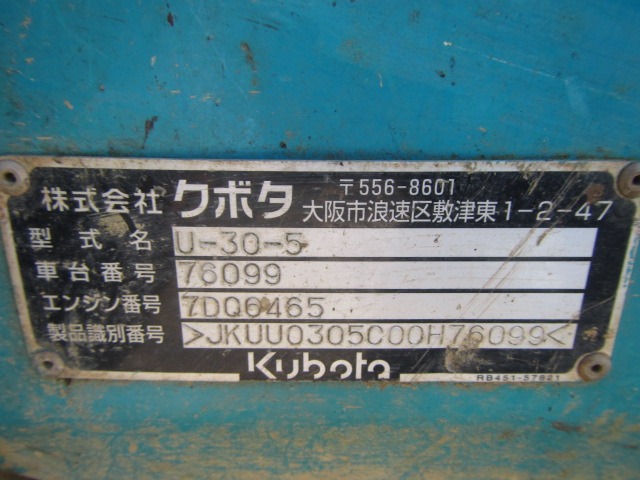 株式会社 クボタ 〒556-8601
大阪市浪速区敷津東1-2-47
型式名 U-30-5
車台番号 76099
エンジン番号 7DQ6465
製品識別番号 >JKUU0305C00H76099<
Kubota
RB451-57821